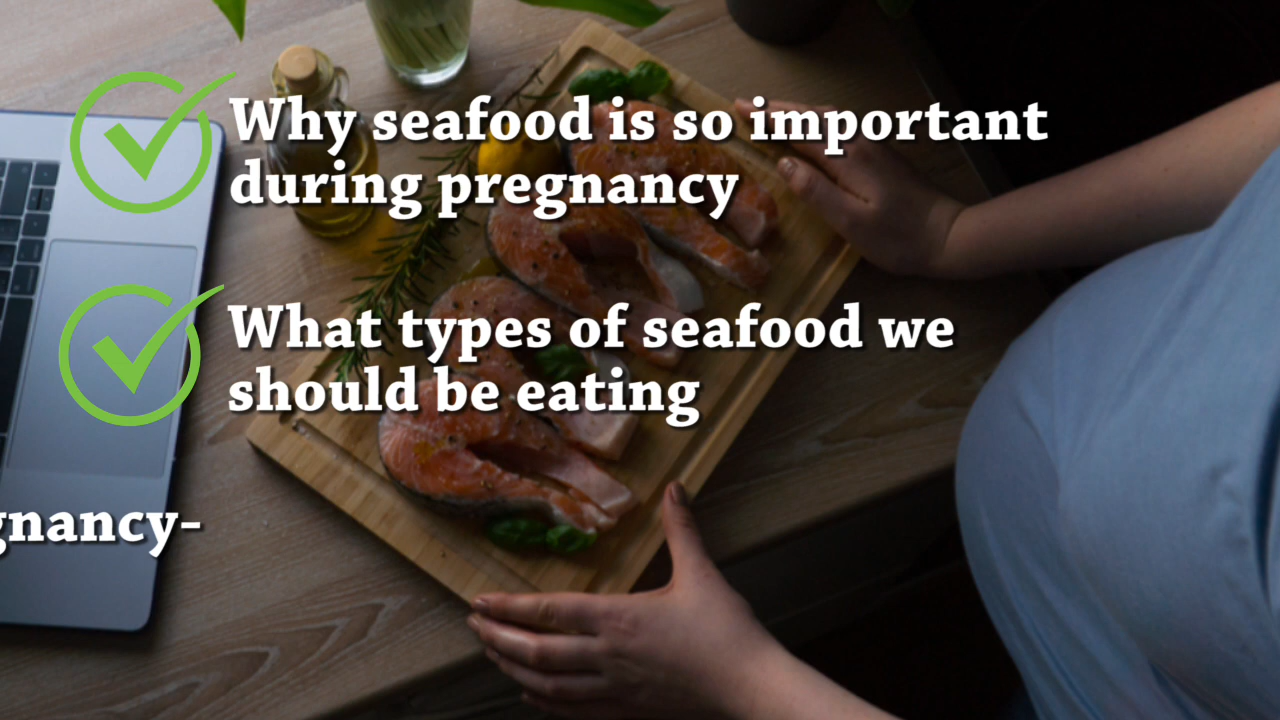 Why seafood is so important
during pregnancy
What types of seafood we
should be eating
gnancy-